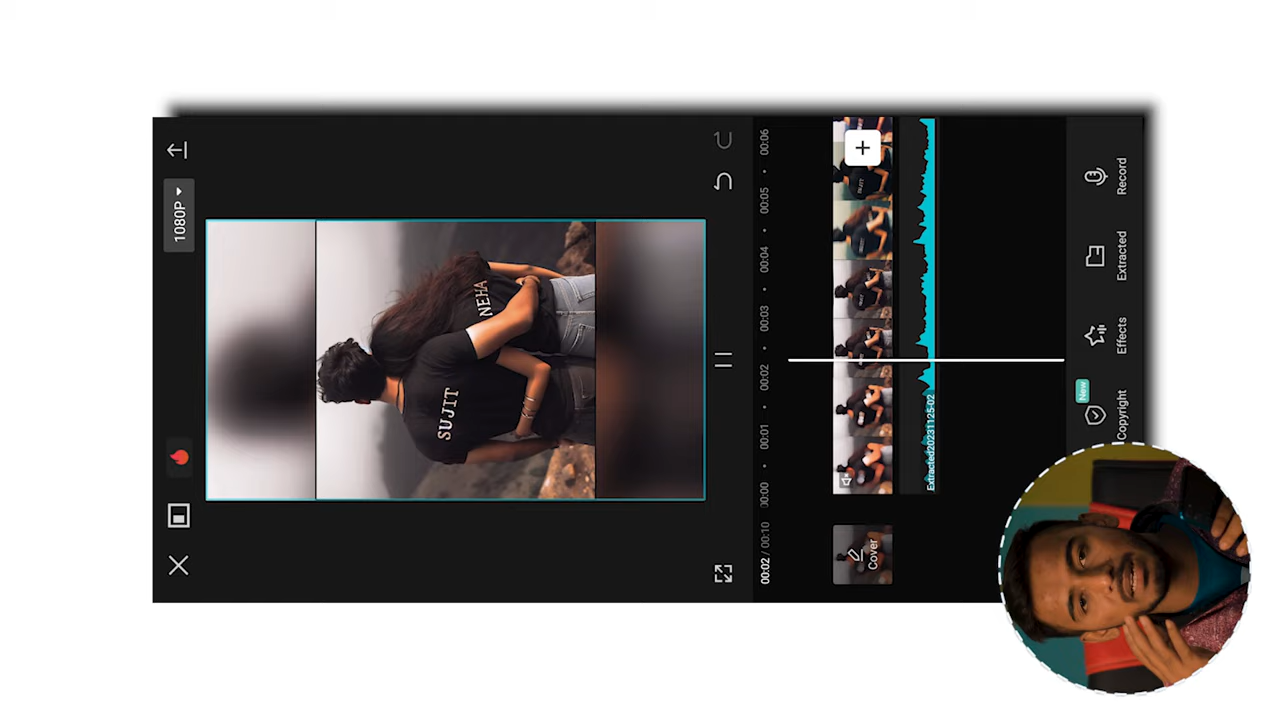 1080P
SUJIT
NEHA
00:02 / 00:10
00:00
00:01
00:02
00:03
00:04
00:05
00:06
Cover
Extracted20231125-02
New
Copyright
Effects
Extracted
Record